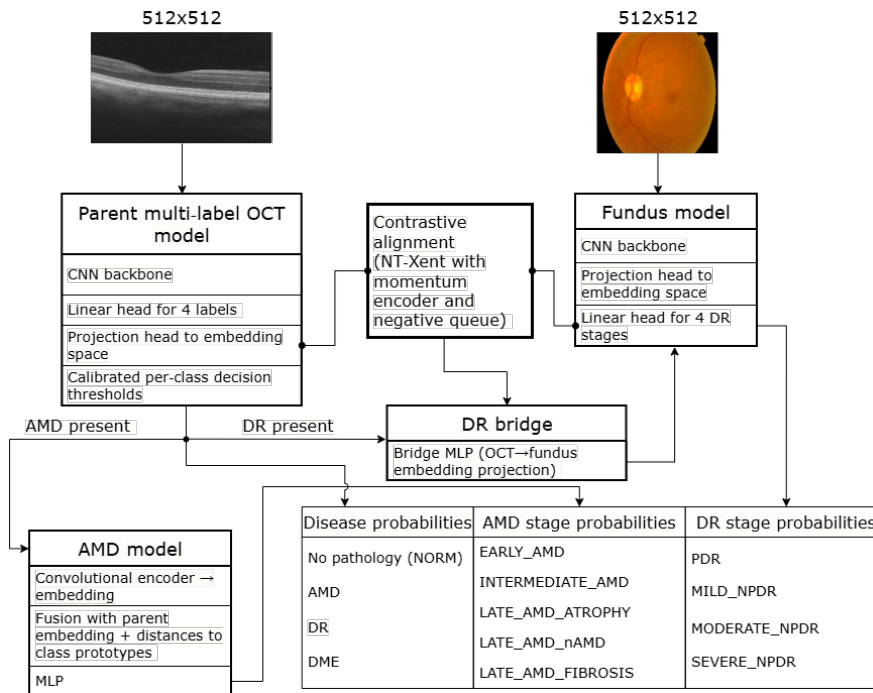 512x512
512x512
Parent multi-label OCT
model
CNN backbone
Linear head for 4 labels
Projection head to embedding
space
Calibrated per-class decision
thresholds
Contrastive
alignment
(NT-Xent with
momentum
encoder and
negative queue)
Fundus model
CNN backbone
Projection head to
embedding space
Linear head for 4 DR
stages
AMD present
DR present
DR bridge
Bridge MLP (OCT→fundus
embedding projection)
AMD model
Convolutional encoder →
embedding
Fusion with parent
embedding + distances to
class prototypes
MLP
Disease probabilities
No pathology (NORM)
AMD
DR
DME
AMD stage probabilities
EARLY_AMD
INTERMEDIATE_AMD
LATE_AMD_ATROPHY
LATE_AMD_nAMD
LATE_AMD_FIBROSIS
DR stage probabilities
PDR
MILD_NPDR
MODERATE_NPDR
SEVERE_NPDR